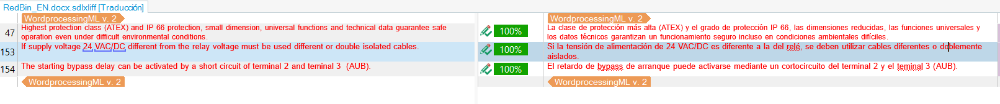 RedBin_EN.docx.sdlxliff [Traducción]
WordprocessingML v. 2
WordprocessingML v. 2
47
Highest protection class (ATEX) and IP 66 protection, small dimension, universal functions and technical data guarantee safe
operation even under difficult environmental conditions.
100%
La clase de protección más alta (ATEX) y el grado de protección IP 66, las dimensiones reducidas, las funciones universales y
los datos técnicos garantizan un funcionamiento seguro incluso en condiciones ambientales difíciles.
153
If supply voltage 24 VAC/DC different from the relay voltage must be used different or double isolated cables.
100%
Si la tensión de alimentación de 24 VAC/DC es diferente a la del relé, se deben utilizar cables diferentes o doblemente
aislados.
154
The starting bypass delay can be activated by a short circuit of terminal 2 and teminal 3 (AUB).
100%
El retardo de bypass de arranque puede activarse mediante un cortocircuito del terminal 2 y el teminal 3 (AUB).
WordprocessingML v. 2
WordprocessingML v. 2